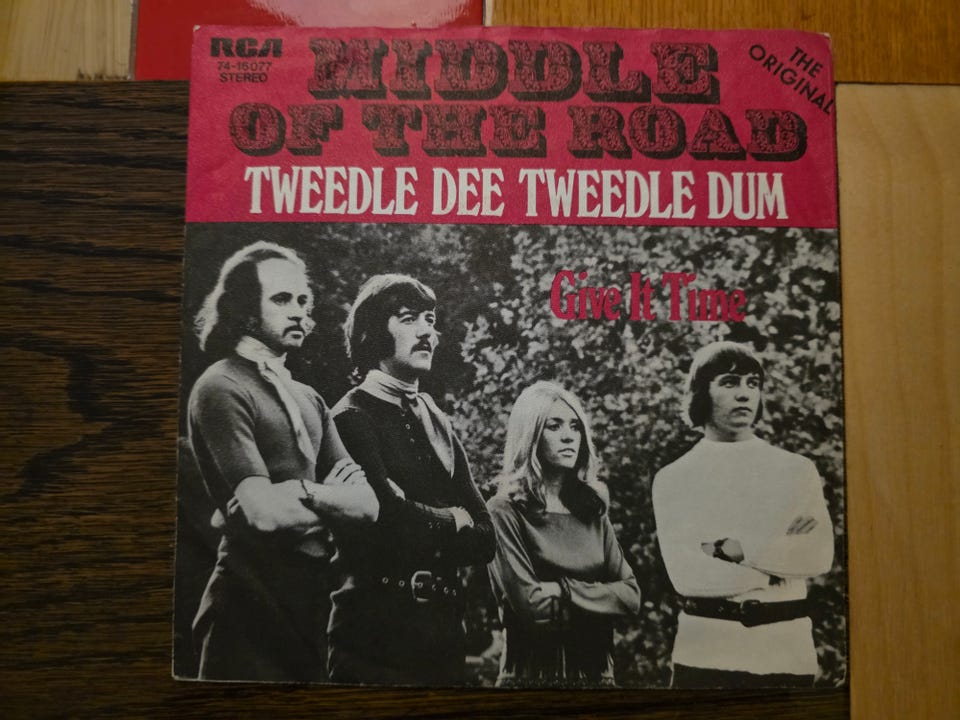 RCA
74-16077
STEREO
MIDDLE
OF THE ROAD
THE
ORIGINAL
TWEEDLE DEE TWEEDLE DUM
Give It Time